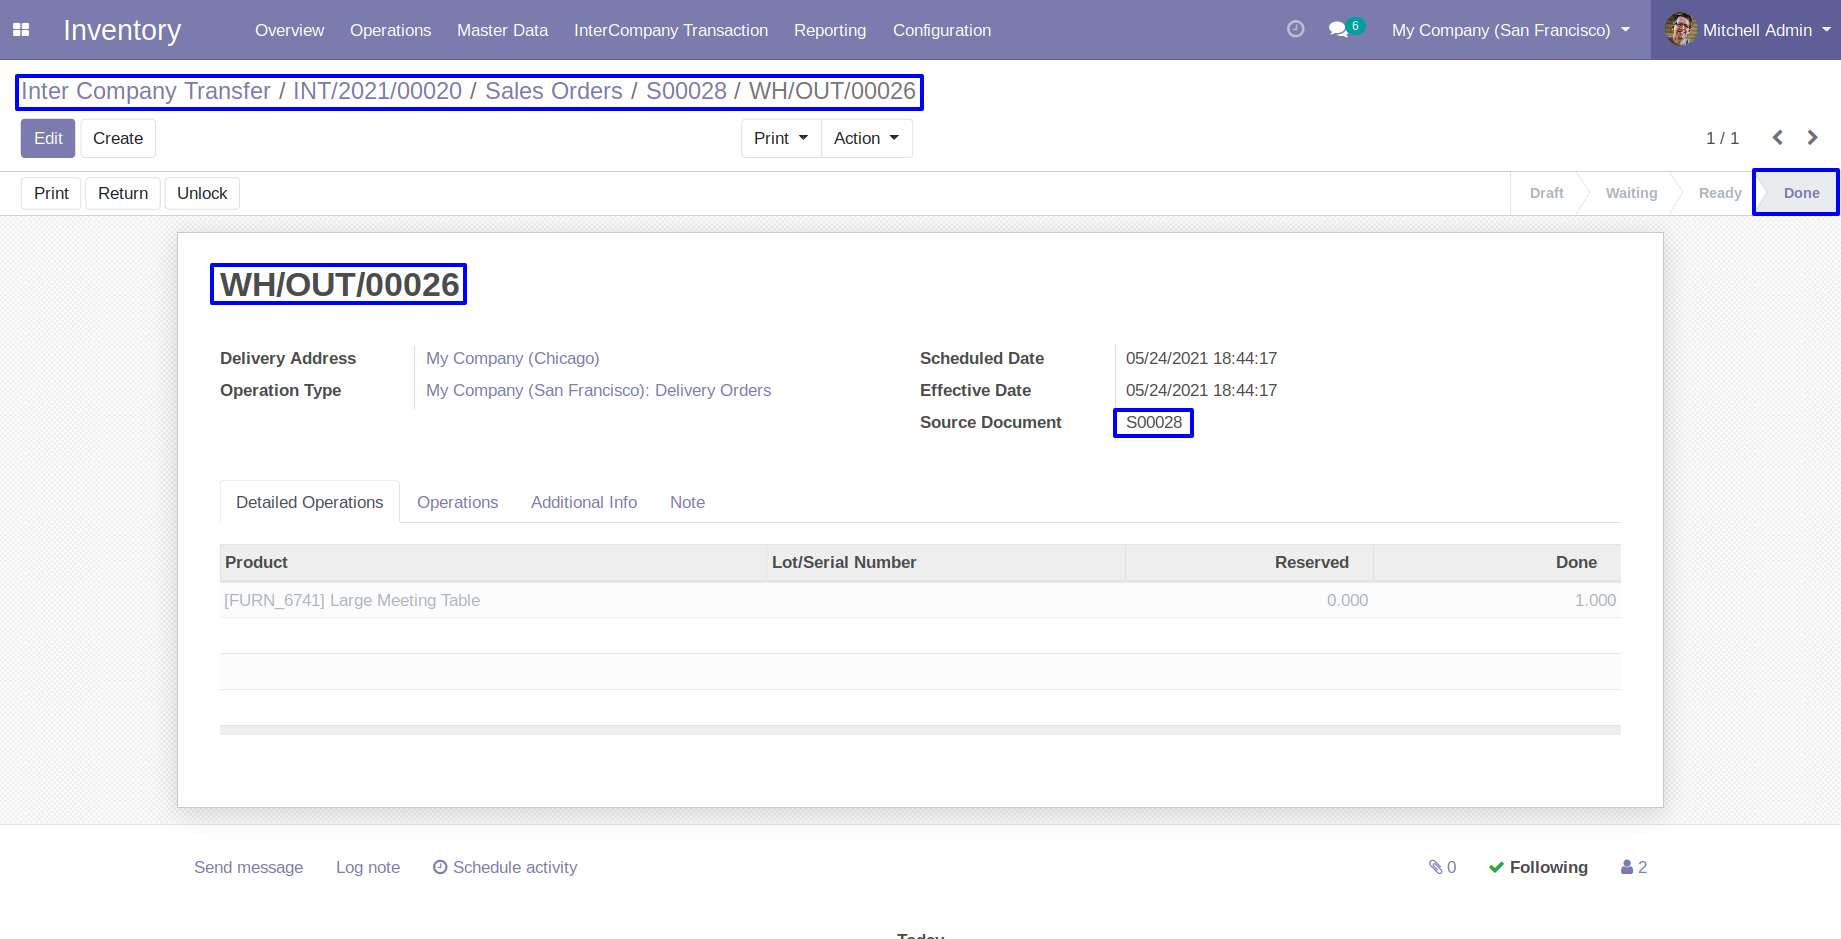 Inventory Overview Operations Master Data InterCompany Transaction Reporting Configuration 6 My Company (San Francisco) Mitchell Admin
Inter Company Transfer / INT/2021/00020 / Sales Orders / S00028 / WH/OUT/00026
Edit Create Print Action 1 / 1
Print Return Unlock Draft Waiting Ready Done
WH/OUT/00026
Delivery Address My Company (Chicago) Scheduled Date 05/24/2021 18:44:17
Operation Type My Company (San Francisco): Delivery Orders Effective Date 05/24/2021 18:44:17
Source Document S00028
Detailed Operations Operations Additional Info Note
Product Lot/Serial Number Reserved Done
[FURN_6741] Large Meeting Table 0.000 1.000
Send message Log note Schedule activity 0 Following 2
Today